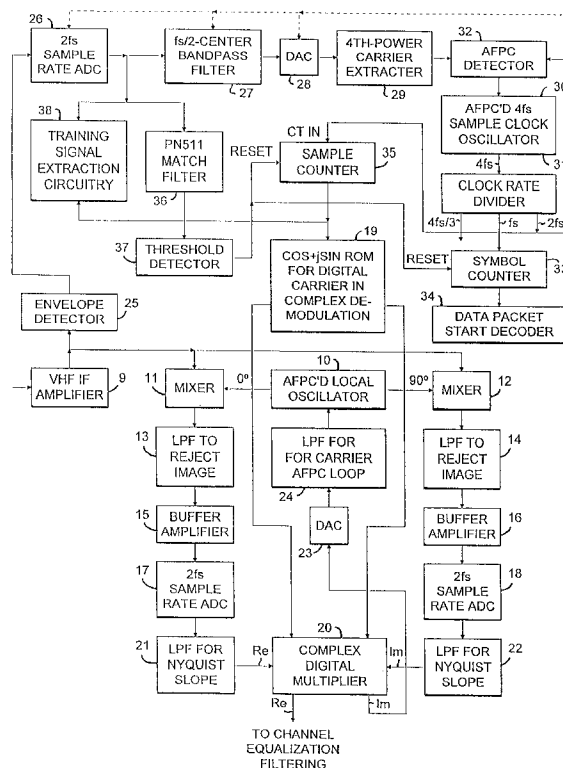 26
2fs
SAMPLE
RATE ADC
fs/2-CENTER
BANDPASS
FILTER
27
DAC
28
4TH-POWER
CARRIER
EXTRACTER
29
32
AFPC
DETECTOR
38
TRAINING
SIGNAL
EXTRACTION
CIRCUITRY
PN511
MATCH
FILTER
36
CT IN
RESET
SAMPLE
COUNTER
35
AFPC'D 4fs
SAMPLE CLOCK
OSCILLATOR
31
4fs
CLOCK RATE
DIVIDER
4fs/3
fs
2fs
37
THRESHOLD
DETECTOR
19
COS+jSIN ROM
FOR DIGITAL
CARRIER IN
COMPLEX DE-
MODULATION
RESET
SYMBOL
COUNTER
33
34
DATA PACKET
START DECODER
ENVELOPE
DETECTOR
25
VHF IF
AMPLIFIER
9
11
MIXER
0º
10
AFPC'D LOCAL
OSCILLATOR
90º
MIXER
12
13
LPF TO
REJECT
IMAGE
LPF FOR
FOR CARRIER
AFPC LOOP
24
LPF TO
REJECT
IMAGE
14
15
BUFFER
AMPLIFIER
DAC
23
BUFFER
AMPLIFIER
16
17
2fs
SAMPLE
RATE ADC
2fs
SAMPLE
RATE ADC
18
21
LPF FOR
NYQUIST
SLOPE
Re
20
COMPLEX
DIGITAL
MULTIPLIER
Im
LPF FOR
NYQUIST
SLOPE
22
Re
Im
TO CHANNEL
EQUALIZATION
FILTERING